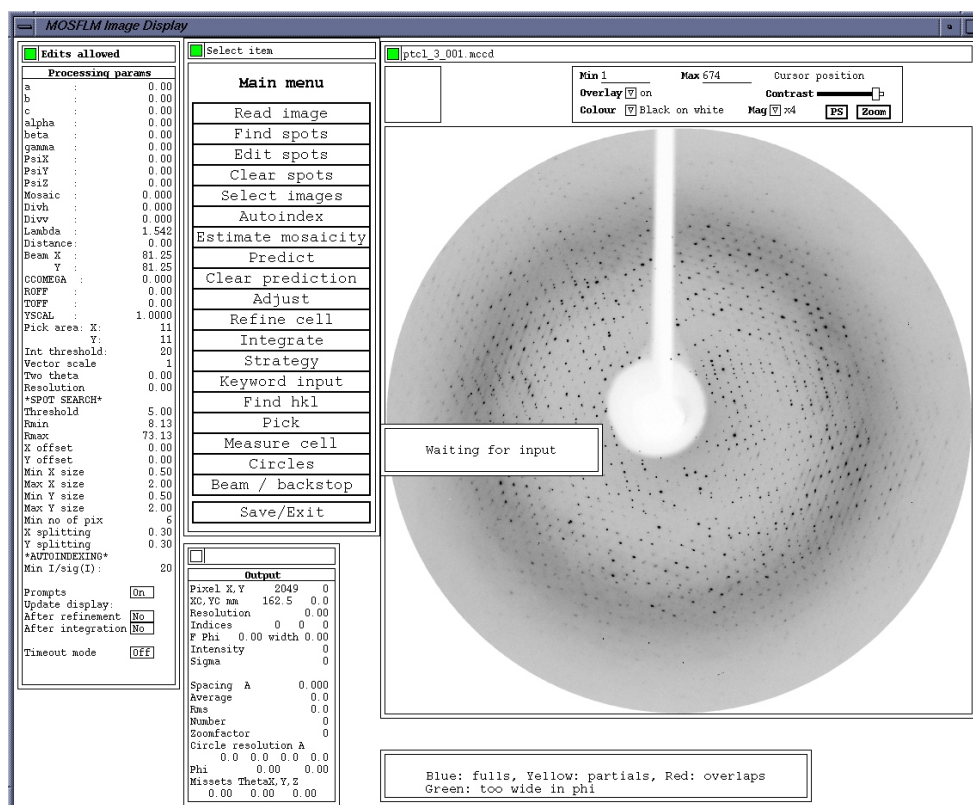 MOSFLM Image Display
Edits allowed
Processing params
a : 0.00
b : 0.00
c : 0.00
alpha : 0.00
beta : 0.00
gamma : 0.00
PsiX : 0.00
PsiY : 0.00
PsiZ : 0.00
Mosaic : 0.000
Divh : 0.000
Divv : 0.000
Lambda : 1.542
Distance: 0.00
Beam X : 81.25
Y : 81.25
CCOMEGA : 0.000
ROFF : 0.00
TOFF : 0.00
YSCAL : 1.0000
Pick area: X: 11
Y: 11
Int threshold: 20
Vector scale 1
Two theta 0.00
Resolution 0.00
*SPOT SEARCH*
Threshold 5.00
Rmin 8.13
Rmax 73.13
X offset 0.00
Y offset 0.00
Min X size 0.50
Max X size 2.00
Min Y size 0.50
Max Y size 2.00
Min no of pix 6
X splitting 0.30
Y splitting 0.30
*AUTOINDEXING*
Min I/sig(I): 20
Prompts On
Update display:
After refinement No
After integration No
Timeout mode Off
Select item
Main menu
Read image
Find spots
Edit spots
Clear spots
Select images
Autoindex
Estimate mosaicity
Predict
Clear prediction
Adjust
Refine cell
Integrate
Strategy
Keyword input
Find hkl
Pick
Measure cell
Circles
Beam / backstop
Save/Exit
Output
Pixel X,Y 2049 0
XC,YC mm 162.5 0.0
Resolution 0.00
Indices 0 0 0
F Phi 0.00 width 0.00
Intensity 0
Sigma 0
Spacing A 0.000
Average 0.0
Rms 0.0
Number 0
Zoomfactor 0
Circle resolution A
0.0 0.0 0.0 0.0
Phi 0.00 0.00
Missets ThetaX,Y,Z
0.00 0.00 0.00
ptcl_3_001.mccd
Min 1 Max 674 Cursor position
Overlay on Contrast
Colour Black on white Mag x4 PS Zoom
Waiting for input
Blue: fulls, Yellow: partials, Red: overlaps
Green: too wide in phi